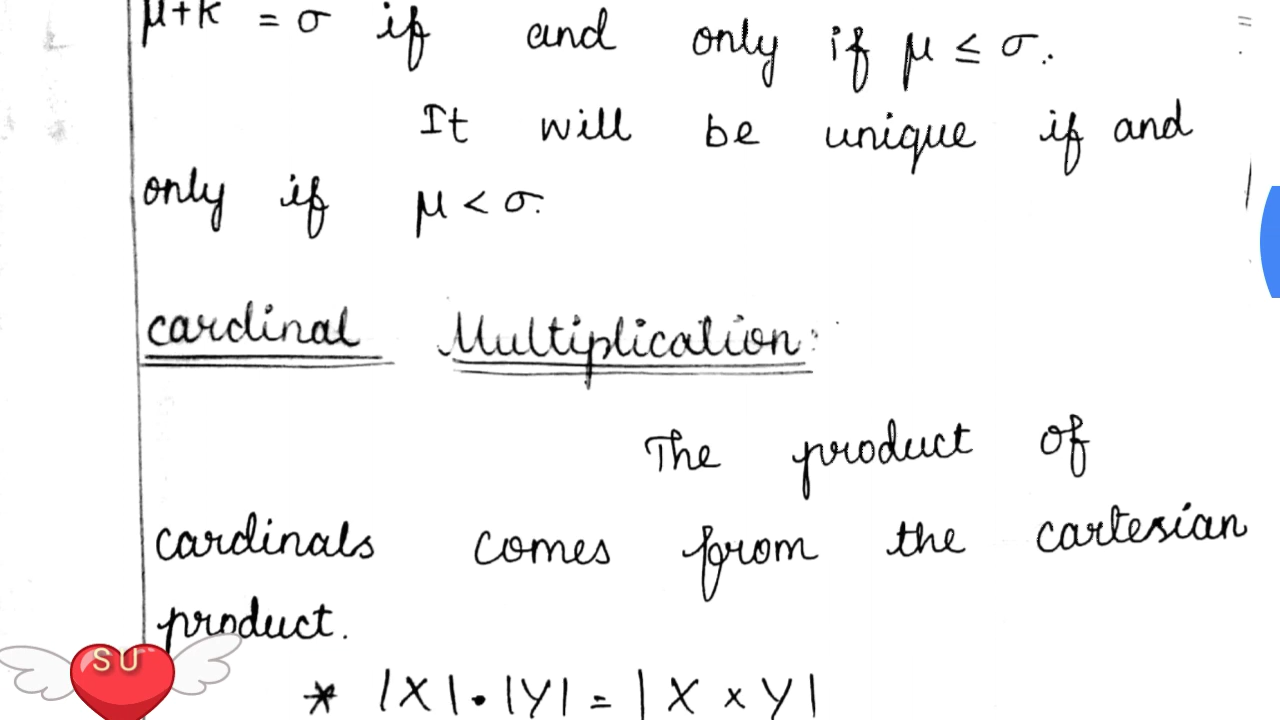 μ+k = σ if and only if μ ≤ σ.
It will be unique if and
only if μ < σ.
cardinal Multiplication:
The product of
cardinals comes from the cartesian
product.
* |X| • |Y| = | X × Y |
SU